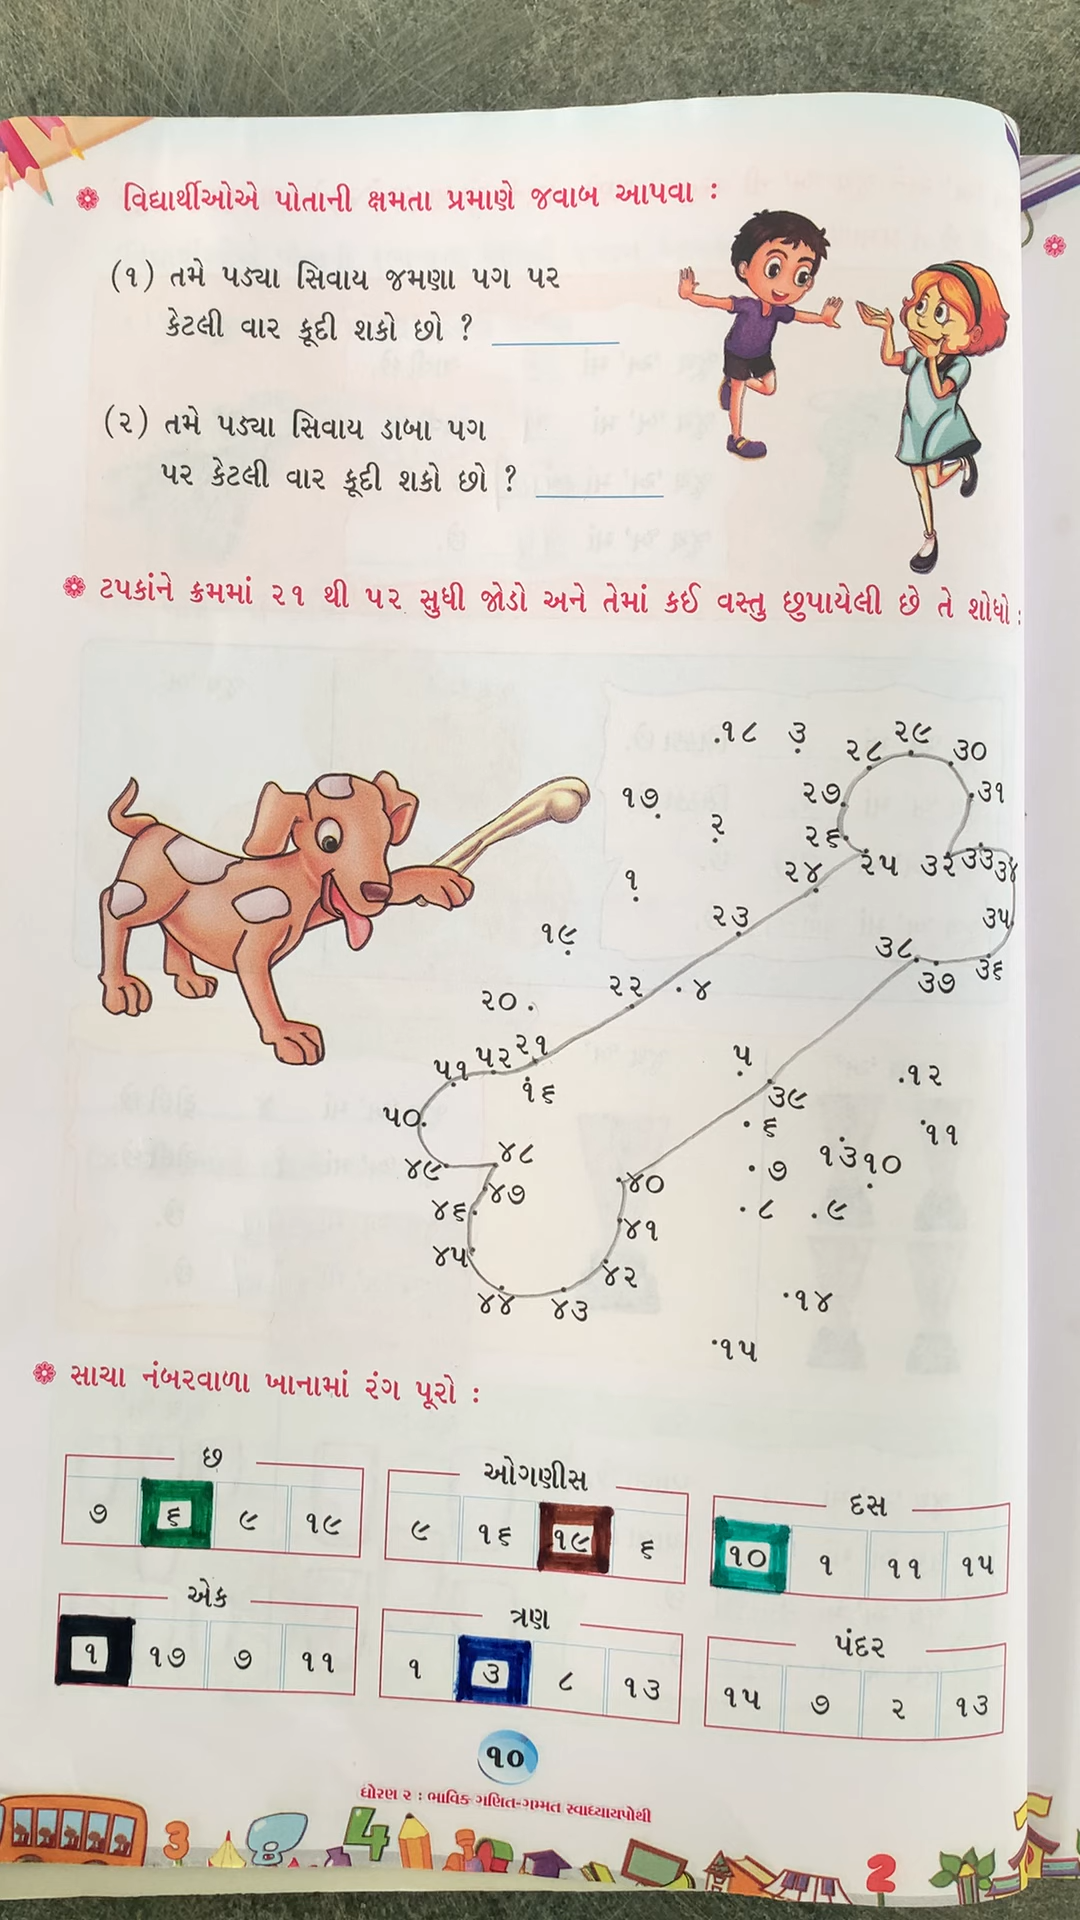 વિદ્યાર્થીઓએ પોતાની ક્ષમતા પ્રમાણે જવાબ આપવા :
(૧) તમે પડ્યા સિવાય જમણા પગ પર
કેટલી વાર કૂદી શકો છો ?
(૨) તમે પડ્યા સિવાય ડાબા પગ
પર કેટલી વાર કૂદી શકો છો ?
ટપકાંને ક્રમમાં ૨૧ થી ૫૨ સુધી જોડો અને તેમાં કઈ વસ્તુ છુપાયેલી છે તે શોધો :
૧૮ ૩ ૨૮ ૨૯ ૩૦
૧૭ ૨ ૨૭ ૩૧
૨૬
૧ ૨૪ ૨૫ ૩૨ ૩૩ ૩૪
૧૯ ૨૩ ૩૫
૩૮ ૩૭ ૩૬
૨૦ ૨૨ ૪
૫૧ ૫૨ ૨૧ ૫ ૧૨
૧૬ ૩૯
૫૦ ૬ ૧૧
૪૯ ૪૮ ૭ ૧૩ ૧૦
૪૬ ૪૭ ૪૦ ૮ ૯
૪૫ ૪૧
૪૨
૪૪ ૪૩ ૧૪
૧૫
સાચા નંબરવાળા ખાનામાં રંગ પૂરો :
છ ઓગણીસ દસ
૭ ૬ ૯ ૧૯ ૯ ૧૬ ૧૯ ૬ ૧૦ ૧ ૧૧ ૧૫
એક ત્રણ પંદર
૧ ૧૭ ૭ ૧૧ ૧ ૩ ૮ ૧૩ ૧૫ ૭ ૨ ૧૩
૧૦
ધોરણ ૨ : ભાવિક ગણિત-ગમ્મત સ્વાધ્યાયપોથી
3 8 4 2